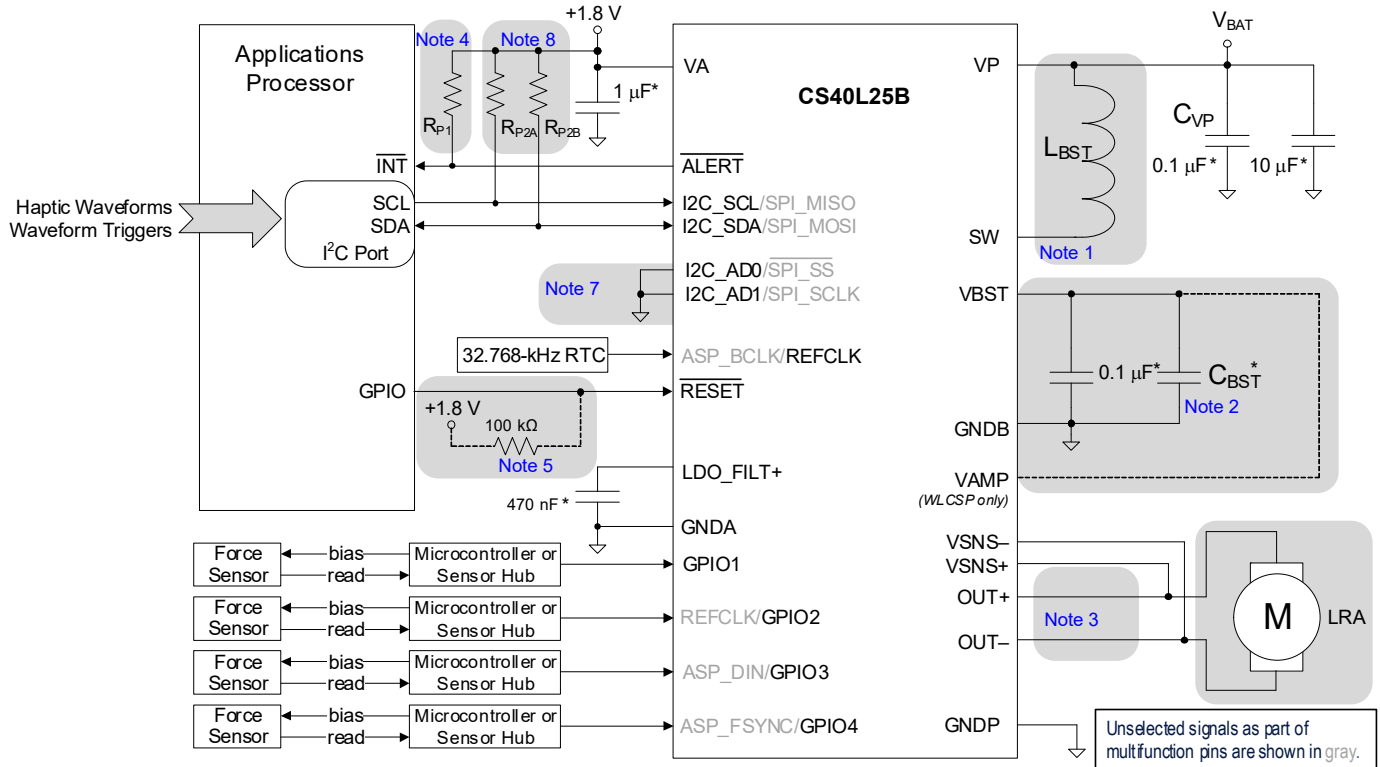 Applications
Processor
Haptic Waveforms
Waveform Triggers
INT
SCL
SDA
I²C Port
GPIO
Note 4
Note 8
+1.8 V
1 μF*
RP1
RP2A
RP2B
Note 7
32.768-kHz RTC
+1.8 V
100 kΩ
Note 5
470 nF *
CS40L25B
VA
ALERT
I2C_SCL/SPI_MISO
I2C_SDA/SPI_MOSI
I2C_AD0/SPI_SS
I2C_AD1/SPI_SCLK
ASP_BCLK/REFCLK
RESET
LDO_FILT+
GNDA
GPIO1
REFCLK/GPIO2
ASP_DIN/GPIO3
ASP_FSYNC/GPIO4
VP
SW
VBST
GNDB
VAMP
(WLCSP only)
VSNS–
VSNS+
OUT+
OUT–
GNDP
VBAT
LBST
Note 1
CVP
0.1 μF*
10 μF*
0.1 μF*
CBST*
Note 2
Note 3
M
LRA
Force
Sensor
bias
read
Microcontroller or
Sensor Hub
Force
Sensor
bias
read
Microcontroller or
Sensor Hub
Force
Sensor
bias
read
Microcontroller or
Sensor Hub
Force
Sensor
bias
read
Microcontroller or
Sensor Hub
Unselected signals as part of
multifunction pins are shown in gray.